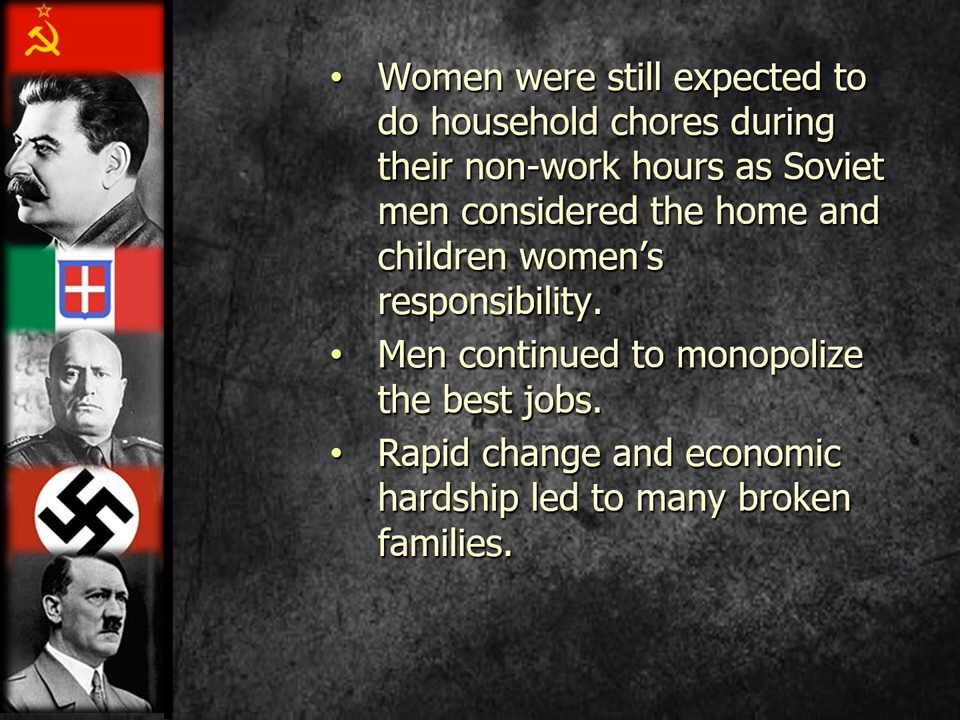 • Women were still expected to
do household chores during
their non-work hours as Soviet
men considered the home and
children women’s
responsibility.
• Men continued to monopolize
the best jobs.
• Rapid change and economic
hardship led to many broken
families.